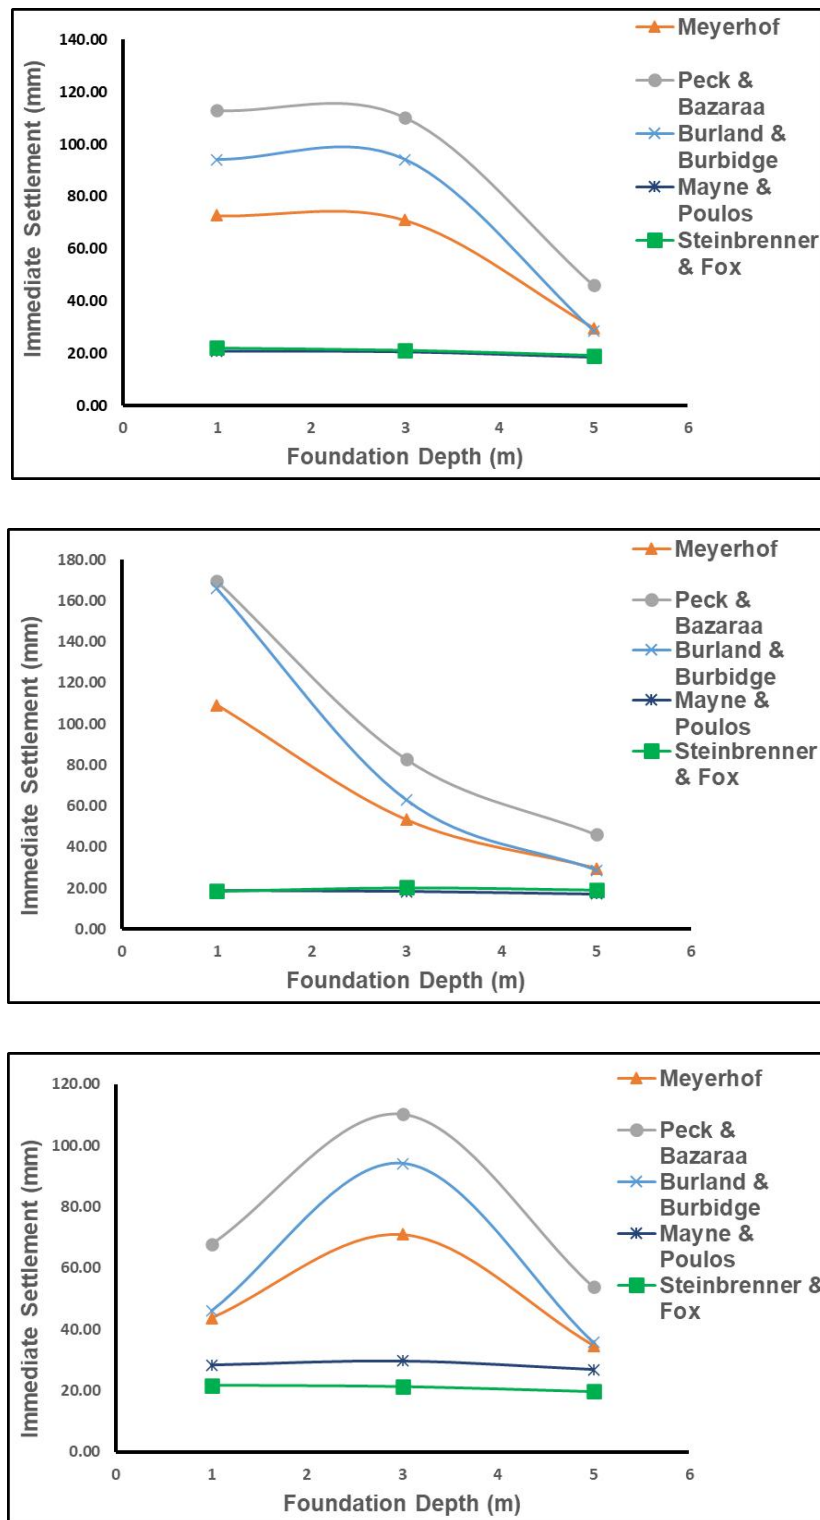 140.00
120.00
100.00
80.00
60.00
40.00
20.00
0.00
Immediate Settlement (mm)
0 1 2 3 4 5 6
Foundation Depth (m)
Meyerhof
Peck &
Bazaraa
Burland &
Burbidge
Mayne &
Poulos
Steinbrenner
& Fox
180.00
160.00
140.00
120.00
100.00
80.00
60.00
40.00
20.00
0.00
Immediate Settlement (mm)
0 1 2 3 4 5 6
Foundation Depth (m)
Meyerhof
Peck &
Bazaraa
Burland &
Burbidge
Mayne &
Poulos
Steinbrenner
& Fox
120.00
100.00
80.00
60.00
40.00
20.00
0.00
Immediate Settlement (mm)
0 1 2 3 4 5 6
Foundation Depth (m)
Meyerhof
Peck &
Bazaraa
Burland &
Burbidge
Mayne &
Poulos
Steinbrenner &
Fox